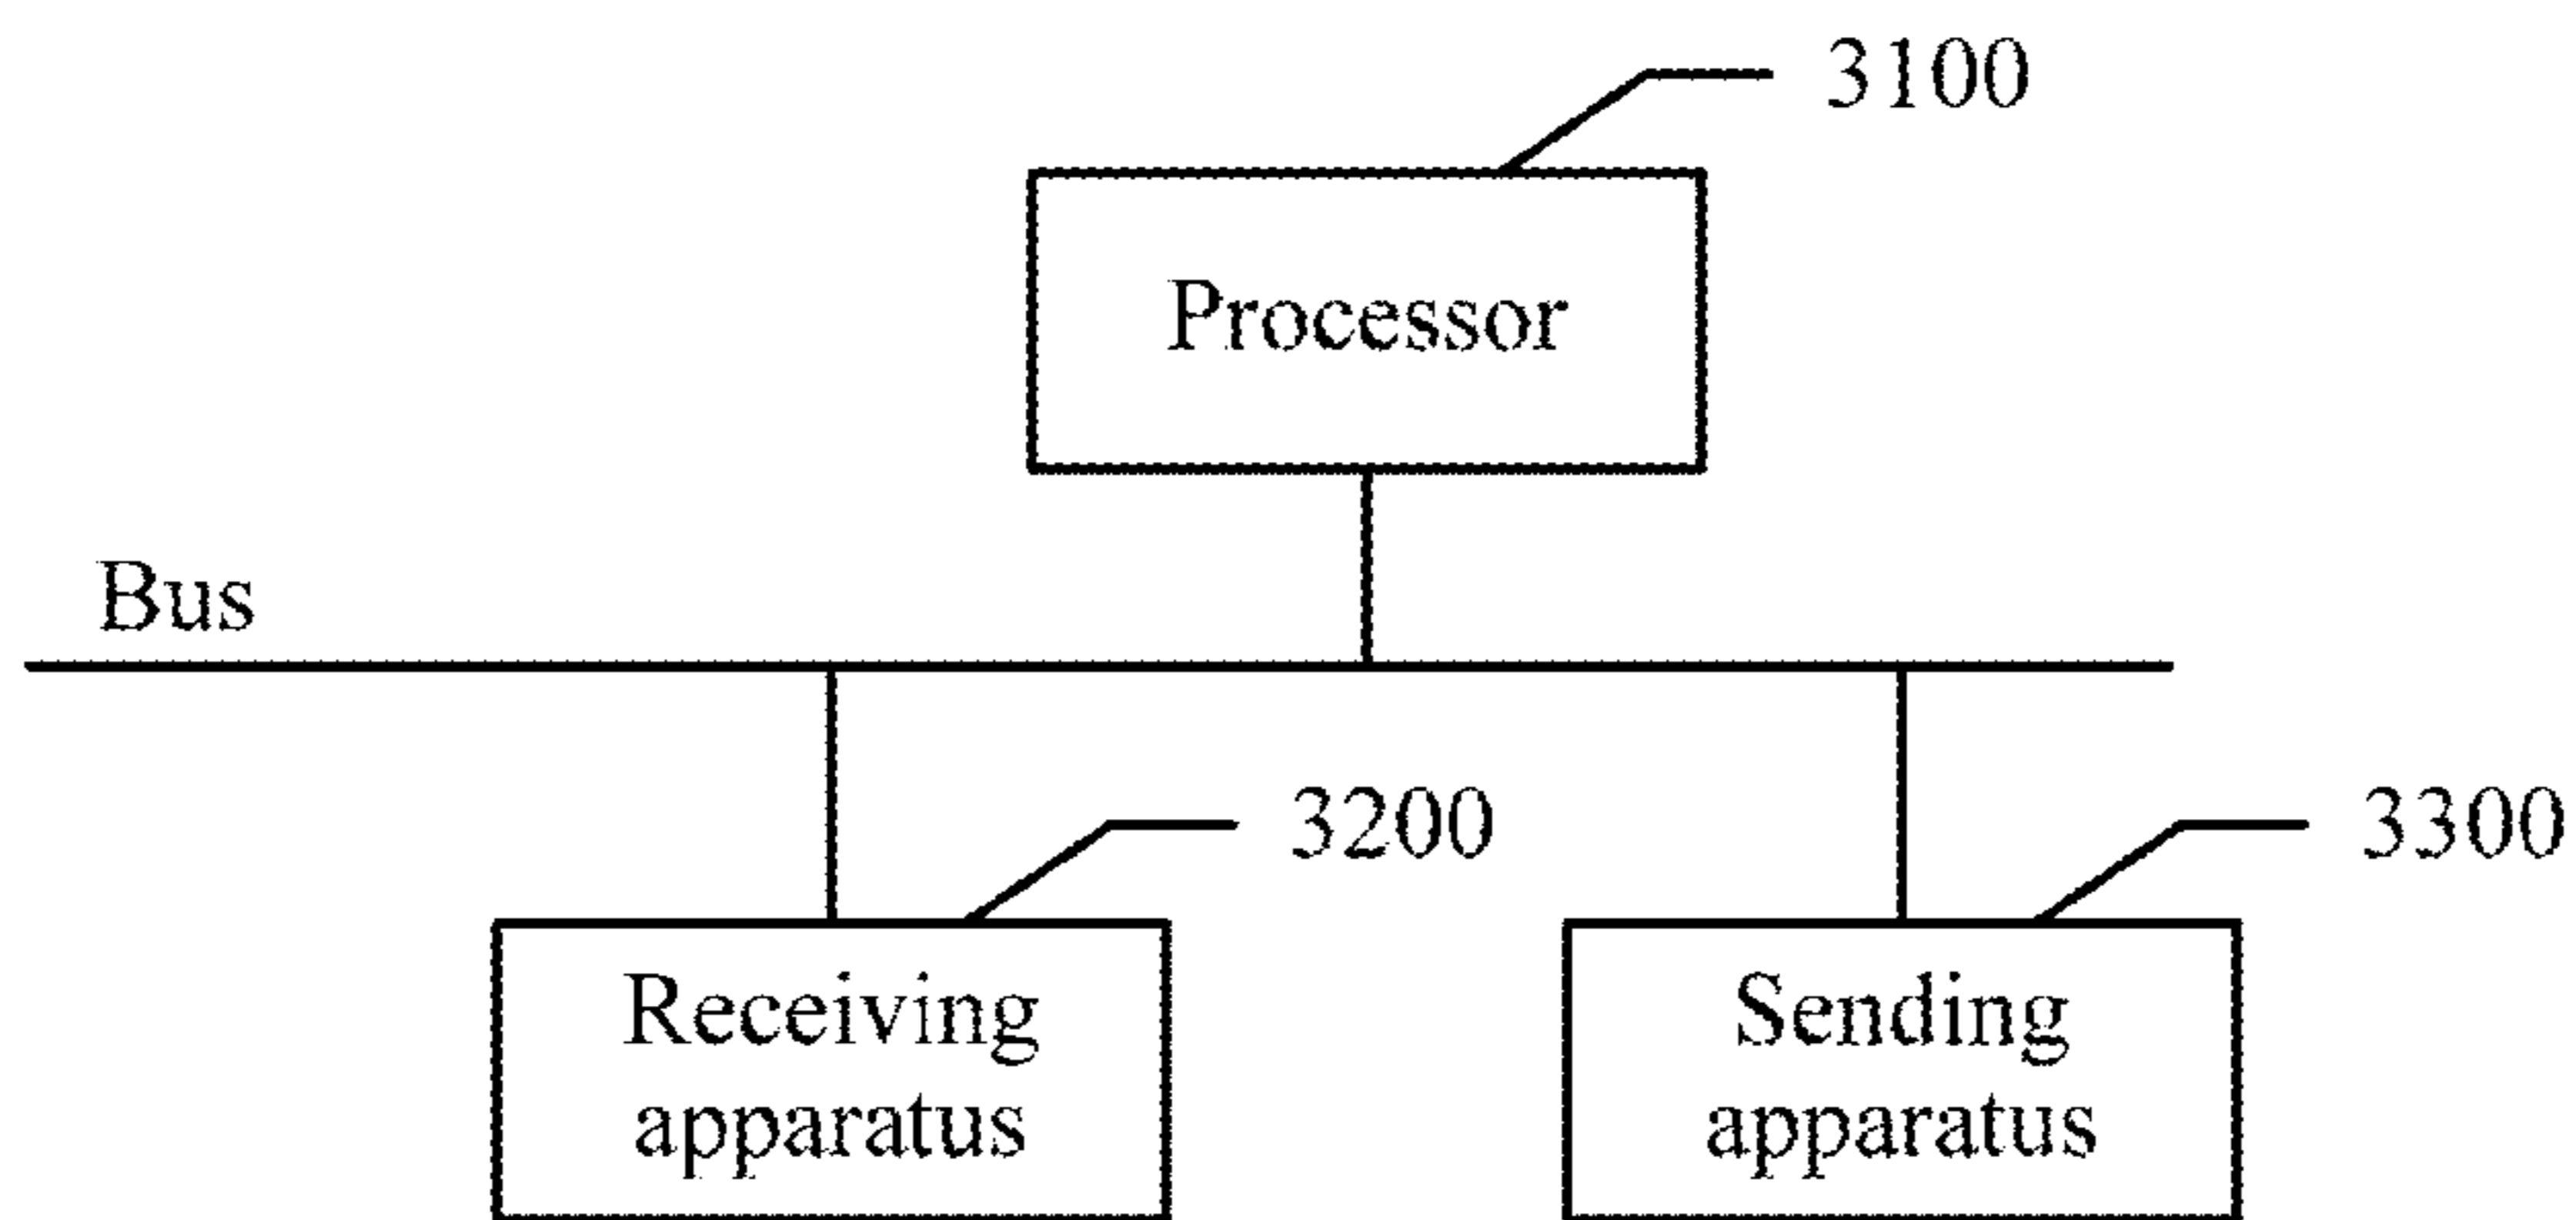 3100
Processor
Bus
3200
3300
Receiving
apparatus
Sending
apparatus